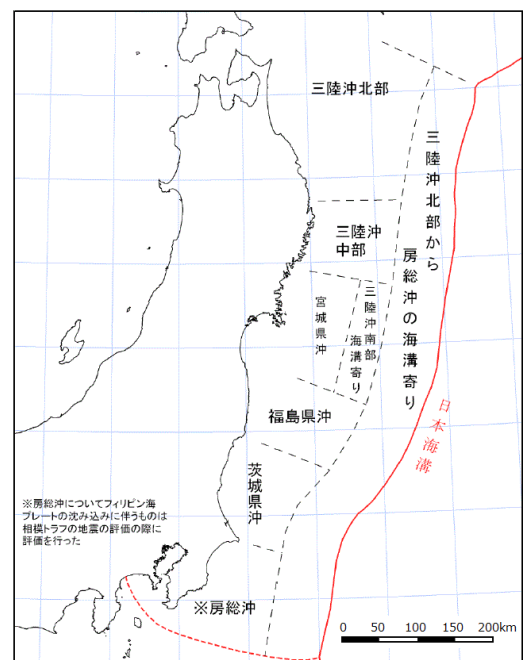 三陸沖北部
三陸沖北部から
房総沖の海溝寄り
三陸沖
中部
宮城県沖
三陸沖南部
海溝寄り
福島県沖
日本海溝
茨城県沖
※房総沖についてフィリピン海
プレートの沈み込みに伴うものは
相模トラフの地震の評価の際に
評価を行った
※房総沖
0 50 100 150 200km